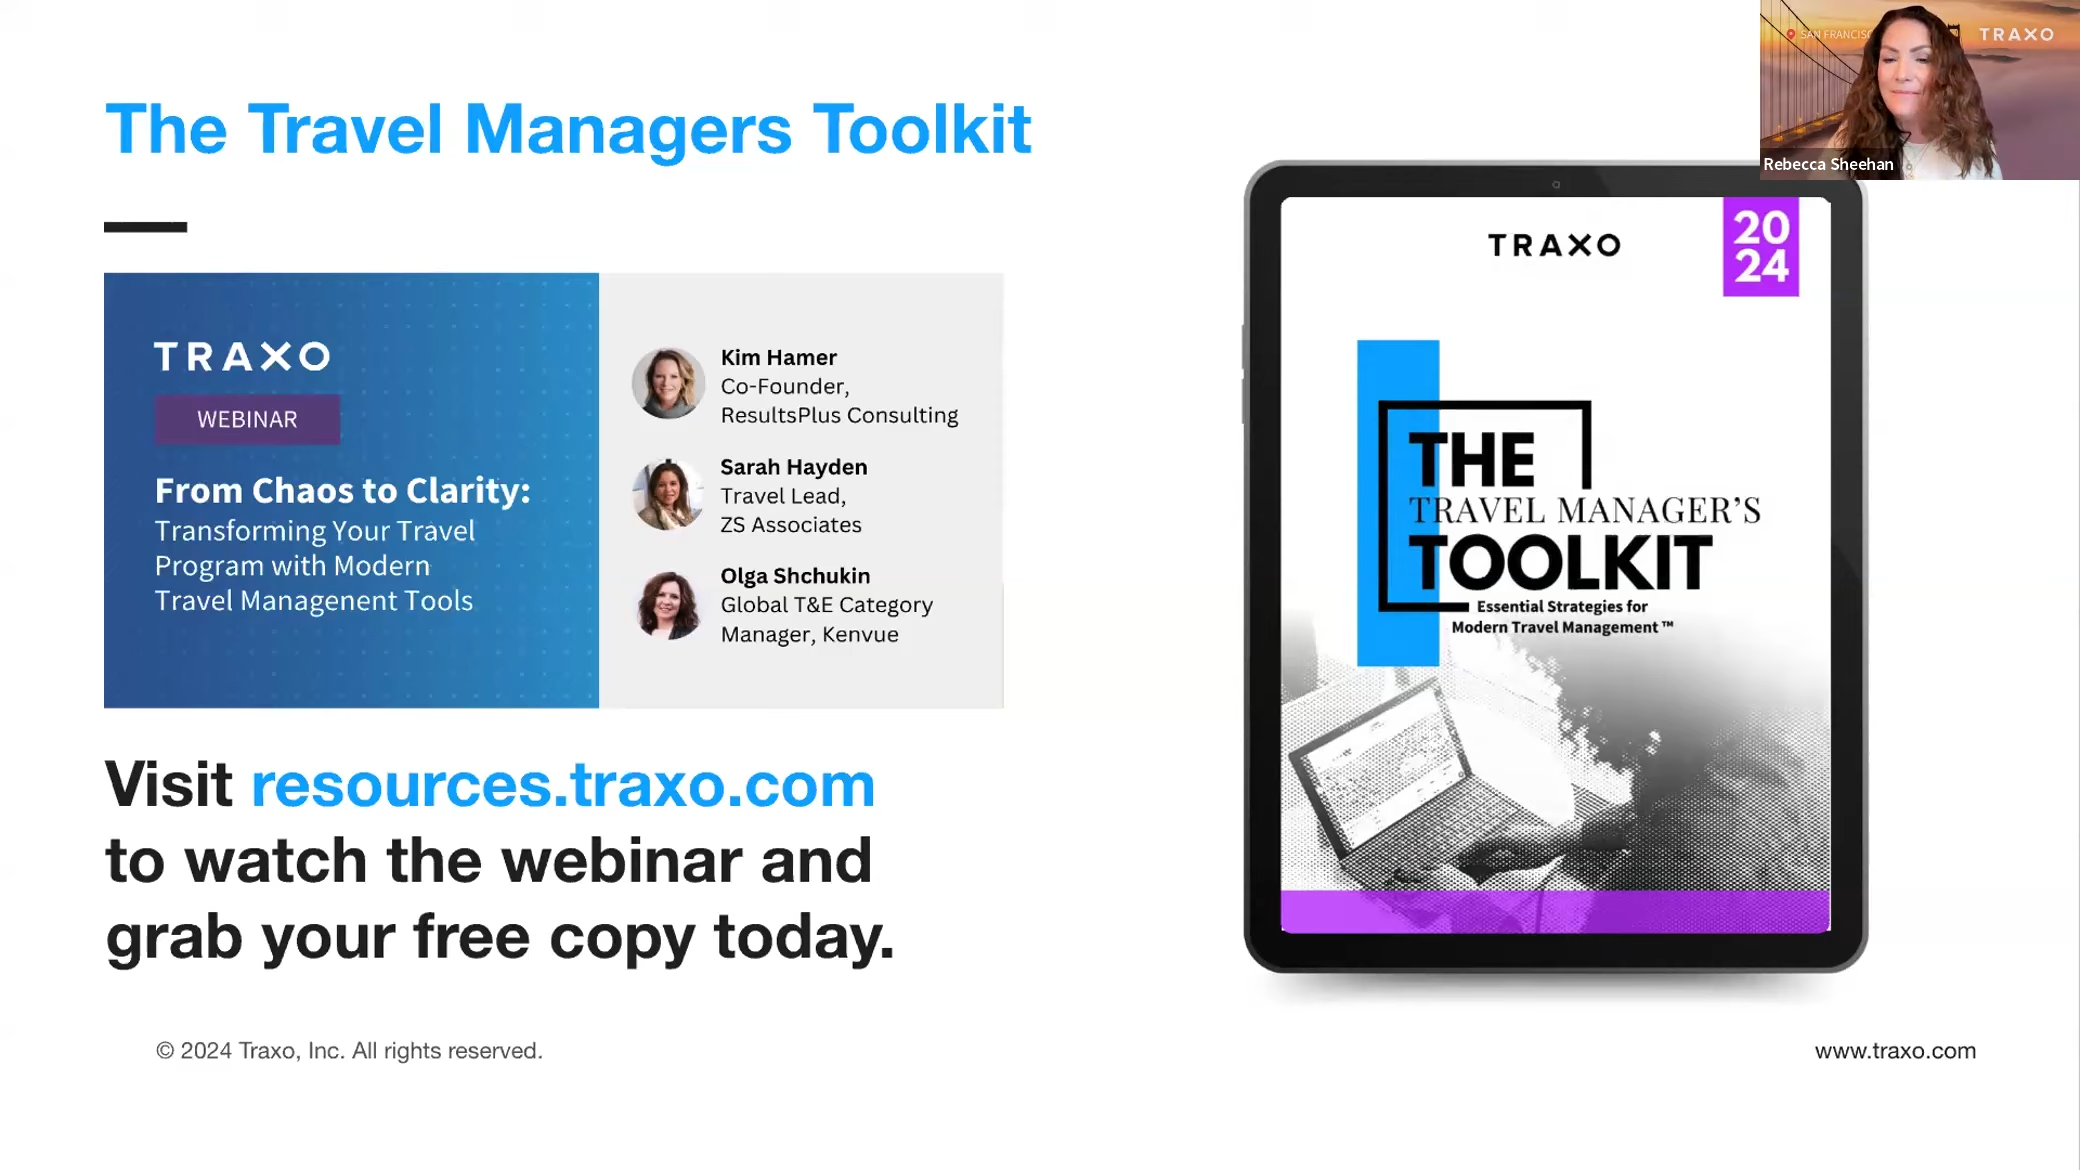 The Travel Managers Toolkit
TRAXO
WEBINAR
From Chaos to Clarity:
Transforming Your Travel
Program with Modern
Travel Managenent Tools
Kim Hamer
Co-Founder,
ResultsPlus Consulting
Sarah Hayden
Travel Lead,
ZS Associates
Olga Shchukin
Global T&E Category
Manager, Kenvue
Visit resources.traxo.com
to watch the webinar and
grab your free copy today.
© 2024 Traxo, Inc. All rights reserved.
TRAXO
Rebecca Sheehan
TRAXO
20
24
THE
TRAVEL MANAGER'S
TOOLKIT
Essential Strategies for
Modern Travel Management ™
www.traxo.com